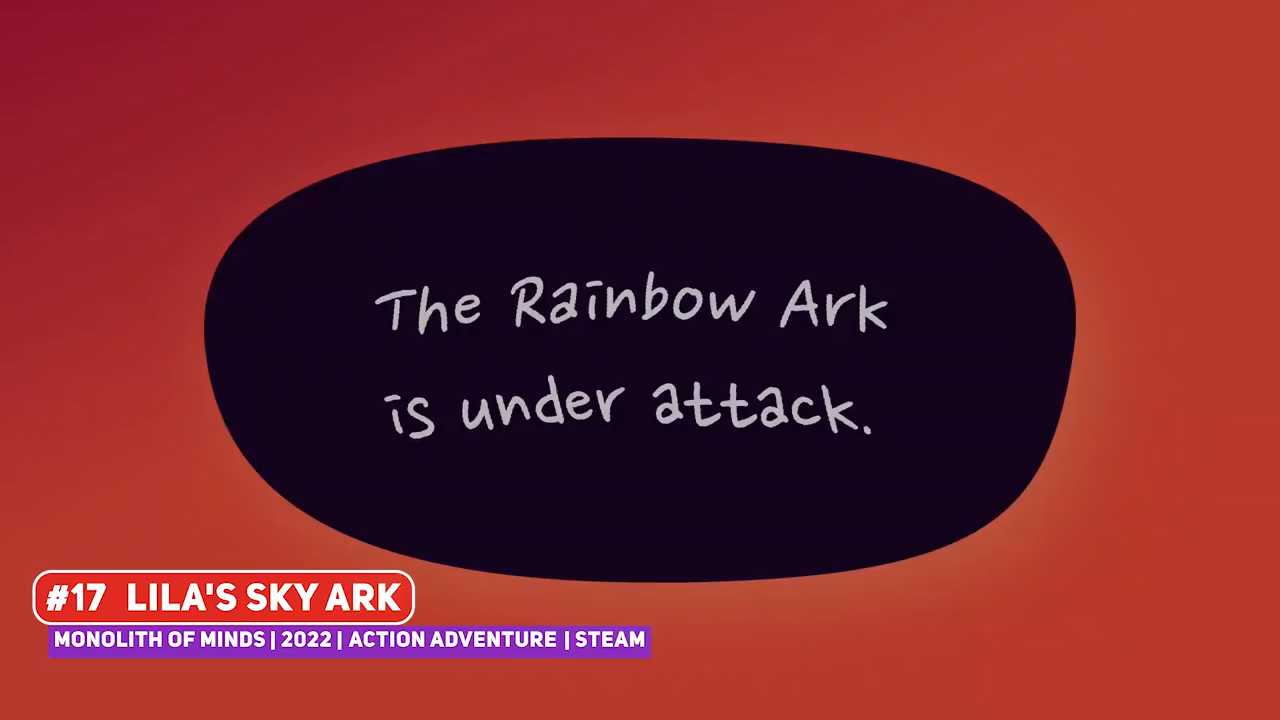 The Rainbow Ark
is under attack.
#17 LILA'S SKY ARK
MONOLITH OF MINDS | 2022 | ACTION ADVENTURE | STEAM